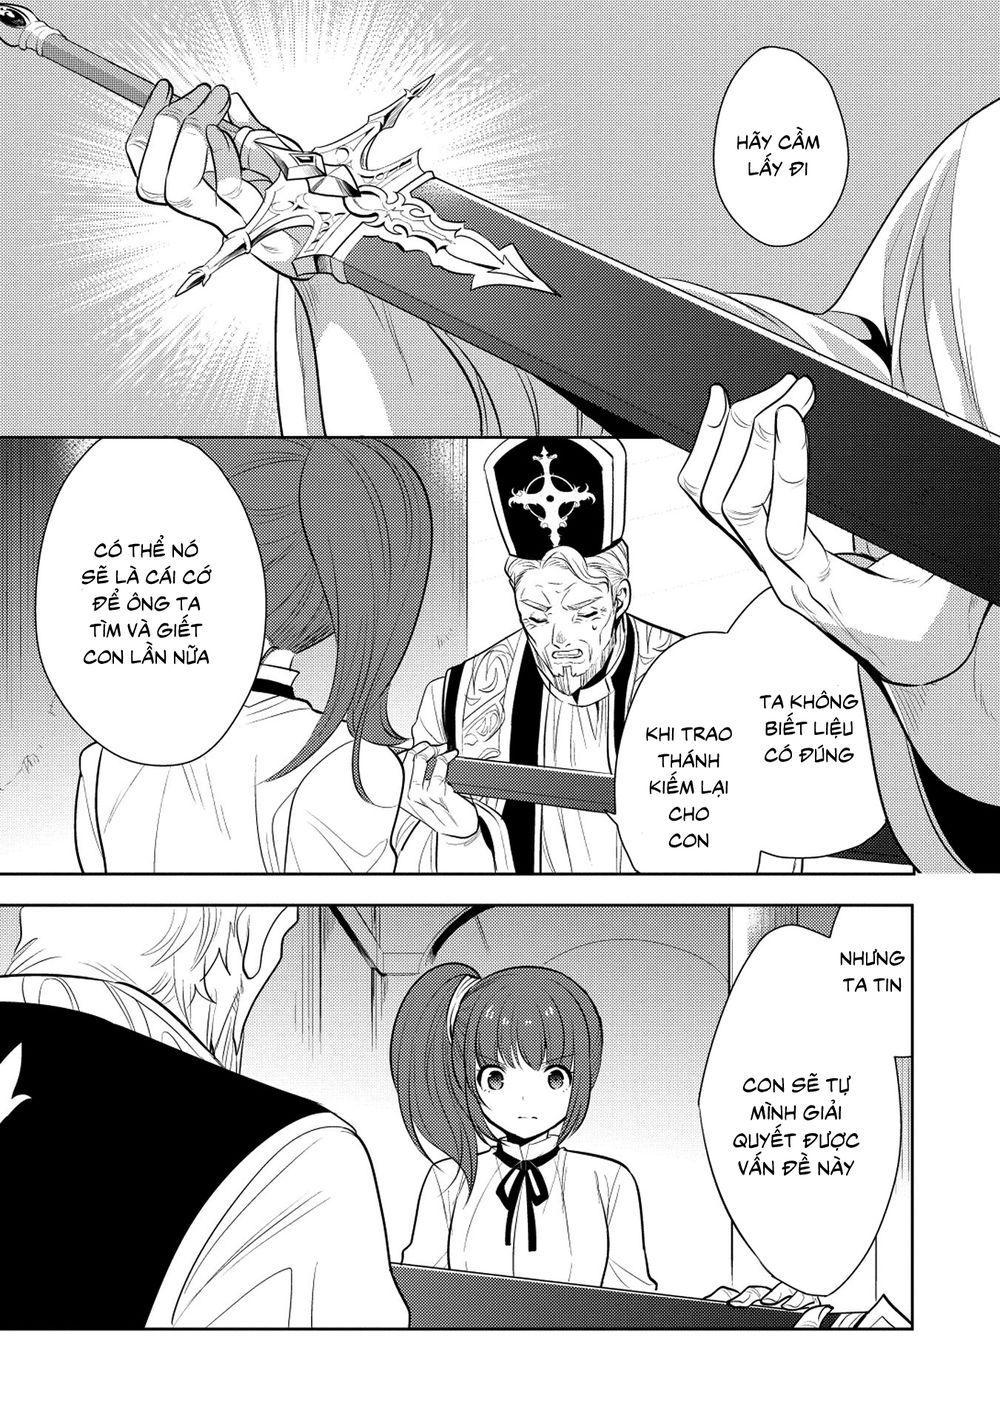 HÃY CẦM
LẤY ĐI
TA KHÔNG
BIẾT LIỆU
CÓ ĐÚNG
KHI TRAO
THÁNH
KIẾM LẠI
CHO
CON
CÓ THỂ NÓ
SẼ LÀ CÁI CỚ
ĐỂ ÔNG TA
TÌM VÀ GIẾT
CON LẦN NỮA
NHƯNG
TA TIN
CON SẼ TỰ
MÌNH GIẢI
QUYẾT ĐƯỢC
VẤN ĐỀ NÀY